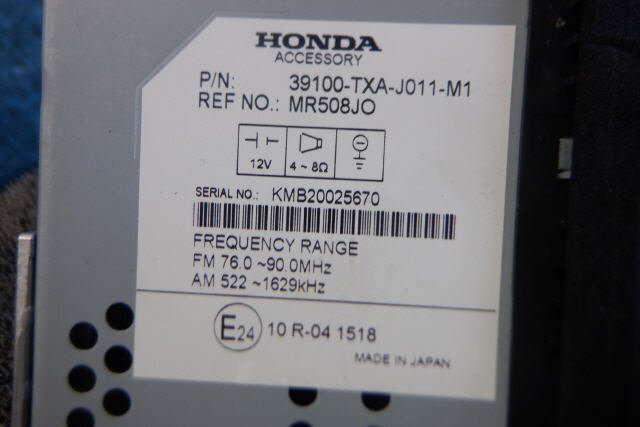 HONDA
ACCESSORY
P/N: 39100-TXA-J011-M1
REF NO.: MR508JO
12V 4~8Ω
SERIAL NO.: KMB20025670
FREQUENCY RANGE
FM 76.0 ~90.0MHz
AM 522 ~1629kHz
E24 10 R-04 1518
MADE IN JAPAN